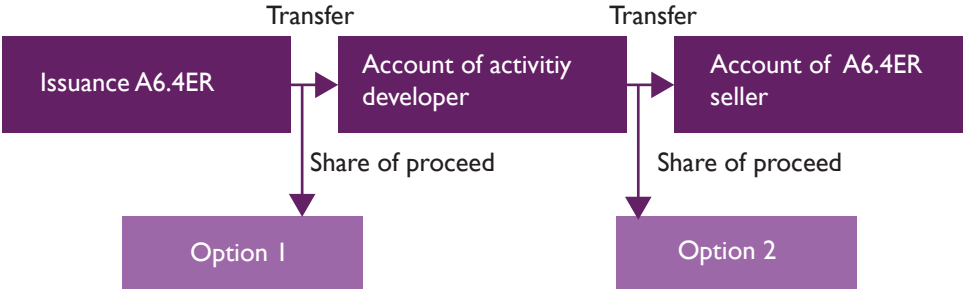 Transfer
Transfer
Issuance A6.4ER
Account of activitiy
developer
Account of A6.4ER
seller
Share of proceed
Share of proceed
Option 1
Option 2